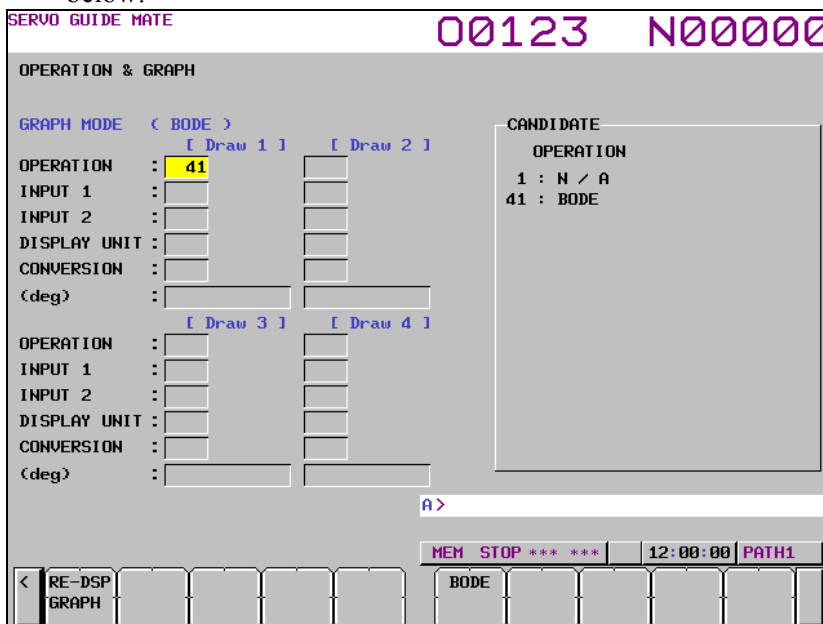 below.
SERVO GUIDE MATE
O0123 N00000
OPERATION & GRAPH
GRAPH MODE ( BODE )
[ Draw 1 ] [ Draw 2 ]
OPERATION : 41
INPUT 1 :
INPUT 2 :
DISPLAY UNIT :
CONVERSION :
(deg) :
[ Draw 3 ] [ Draw 4 ]
OPERATION :
INPUT 1 :
INPUT 2 :
DISPLAY UNIT :
CONVERSION :
(deg) :
CANDIDATE
OPERATION
1 : N / A
41 : BODE
A>
MEM STOP *** *** 12:00:00 PATH1
< RE-DSP GRAPH BODE